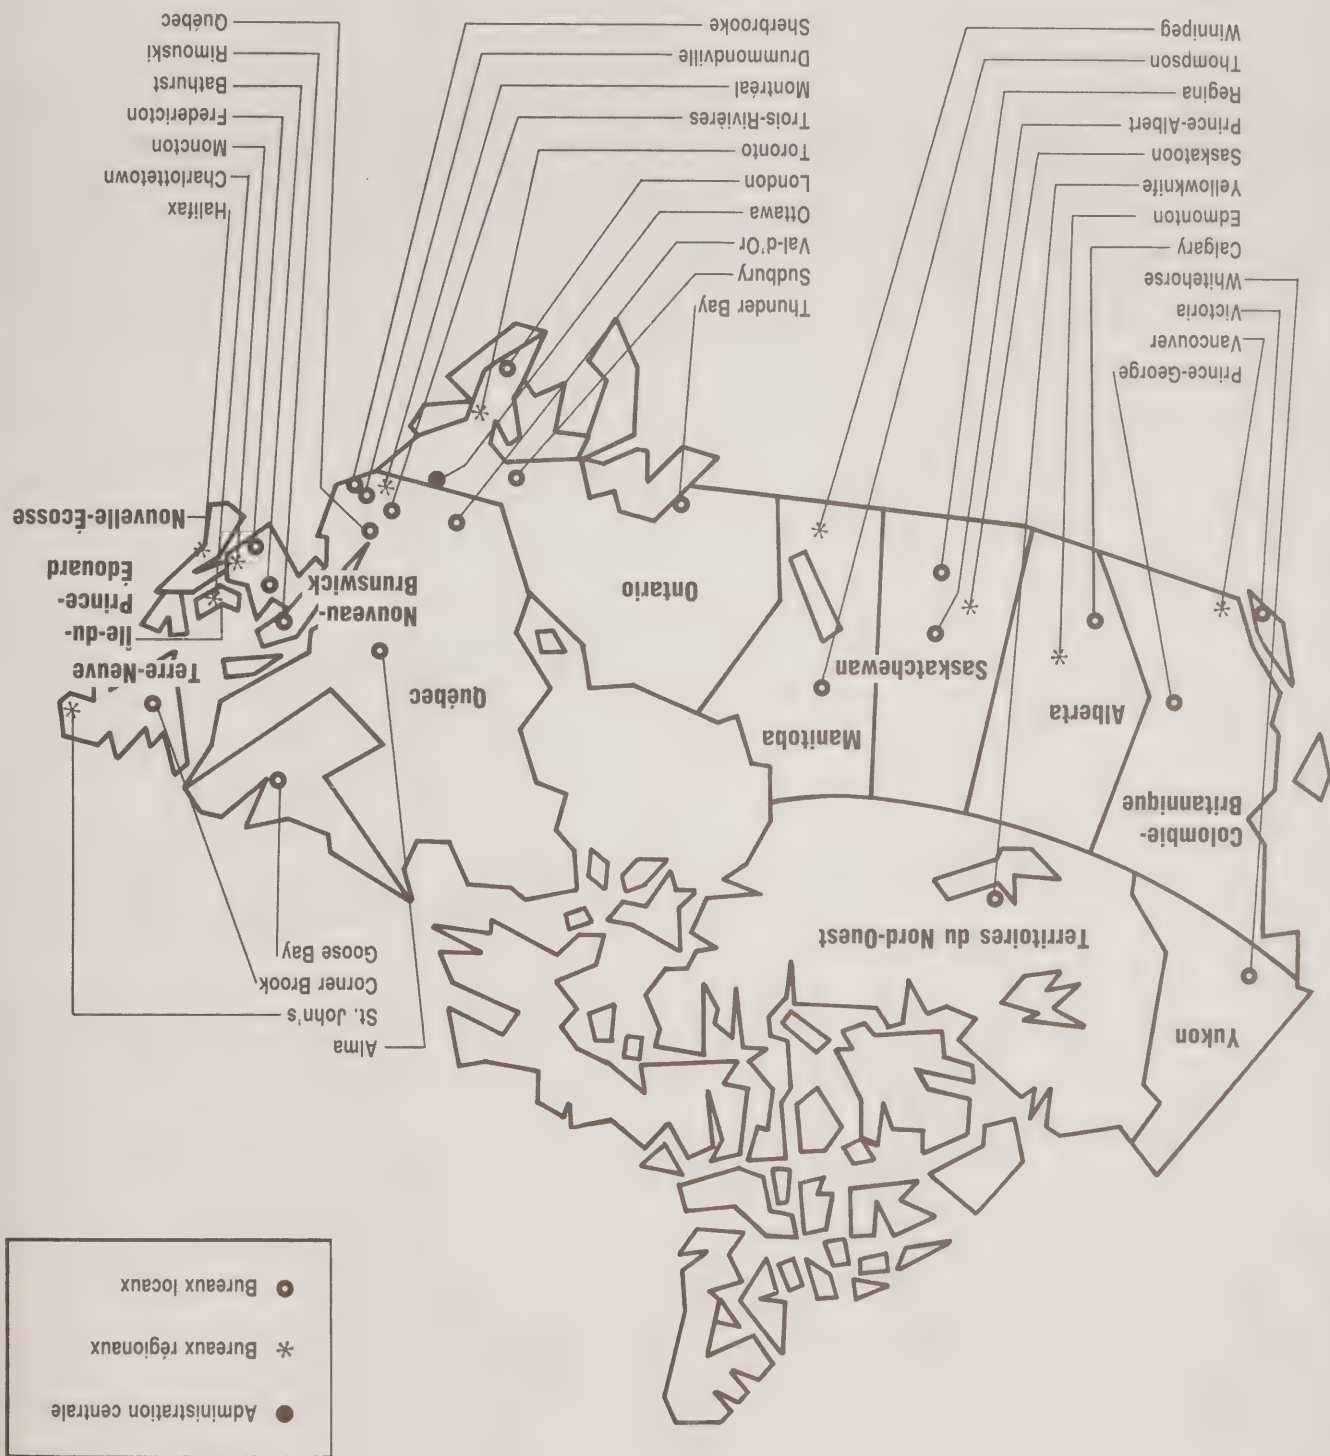 Administration centrale
Bureaux régionaux
Bureaux locaux
Yukon
Territoires du Nord-Ouest
Alma
St. John's
Corner Brook
Goose Bay
Colombie-
Britannique
Alberta
Saskatchewan
Manitoba
Ontario
Québec
Terre-Neuve
Île-du-
Prince-
Édouard
Nouveau-
Brunswick
Nouvelle-Écosse
Prince-George
Vancouver
Victoria
Whitehorse
Calgary
Edmonton
Yellowknife
Saskatoon
Prince-Albert
Regina
Thompson
Winnipeg
Thunder Bay
Sudbury
Val-d'Or
Ottawa
London
Toronto
Trois-Rivières
Montréal
Drummondville
Sherbrooke
Halifax
Charlottetown
Moncton
Fredericton
Bathurst
Rimouski
Québec